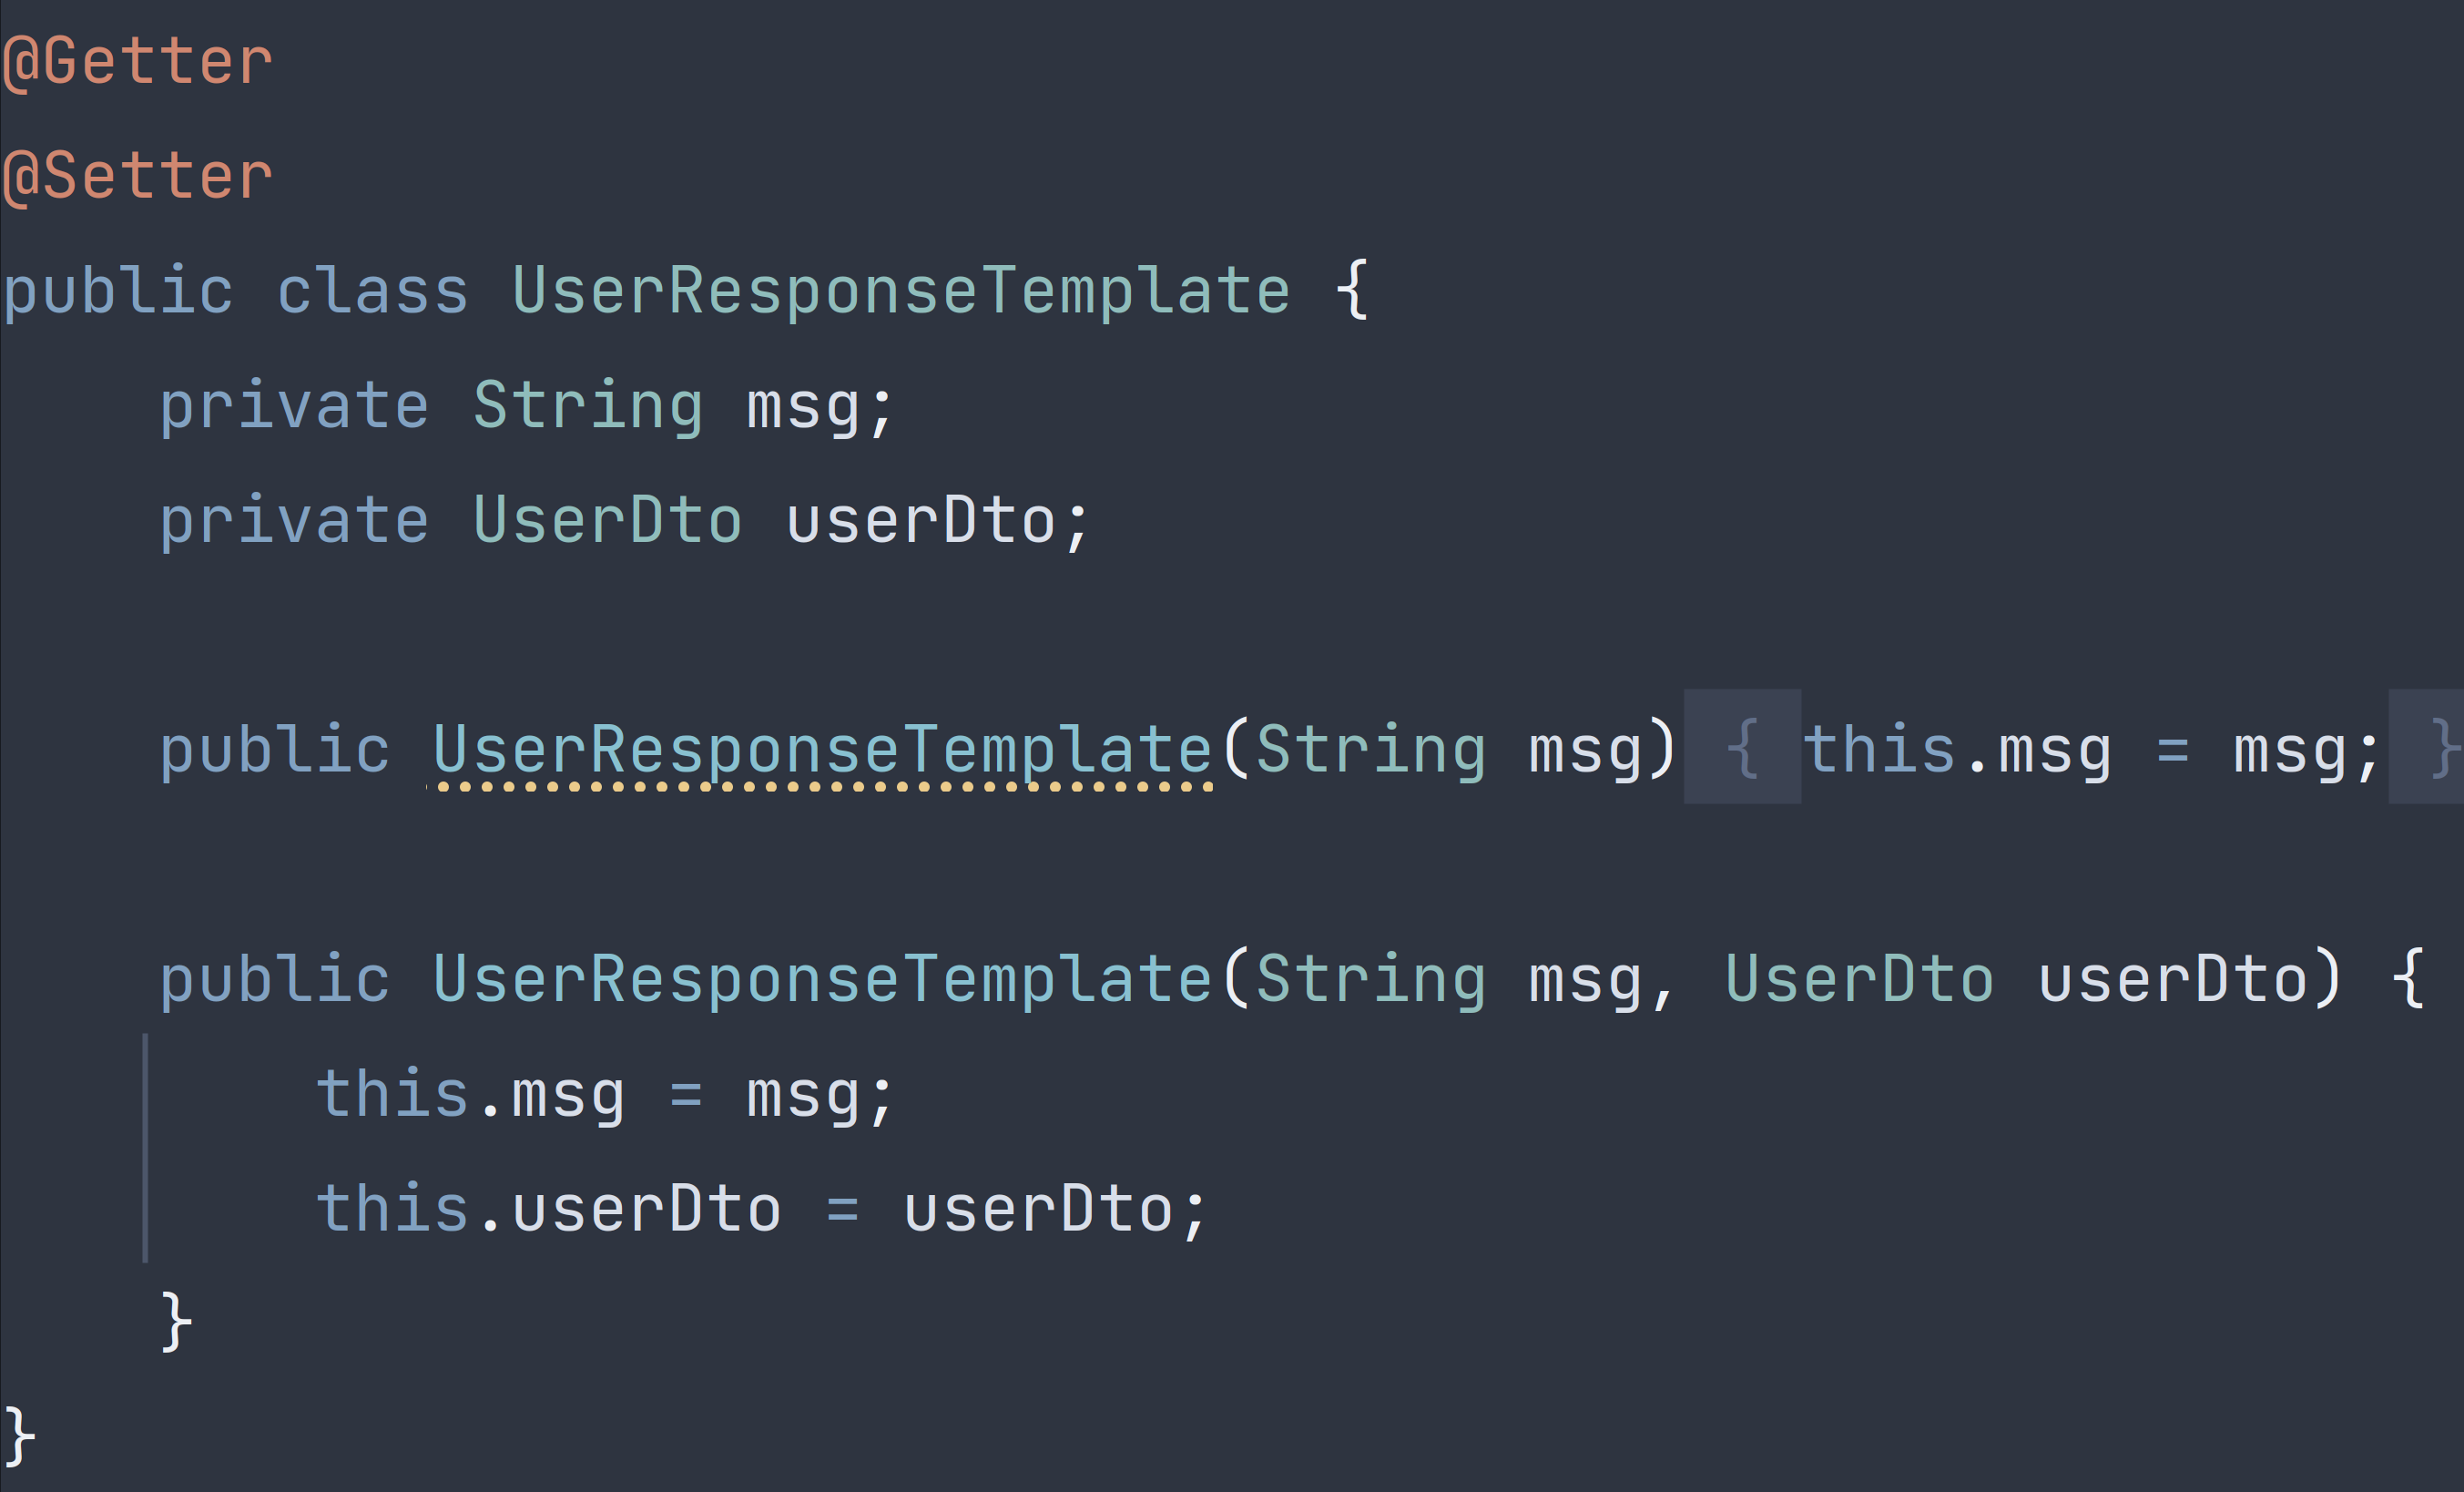 @Getter
@Setter
public class UserResponseTemplate {
    private String msg;
    private UserDto userDto;

    public UserResponseTemplate(String msg) { this.msg = msg; }

    public UserResponseTemplate(String msg, UserDto userDto) {
        this.msg = msg;
        this.userDto = userDto;
    }
}